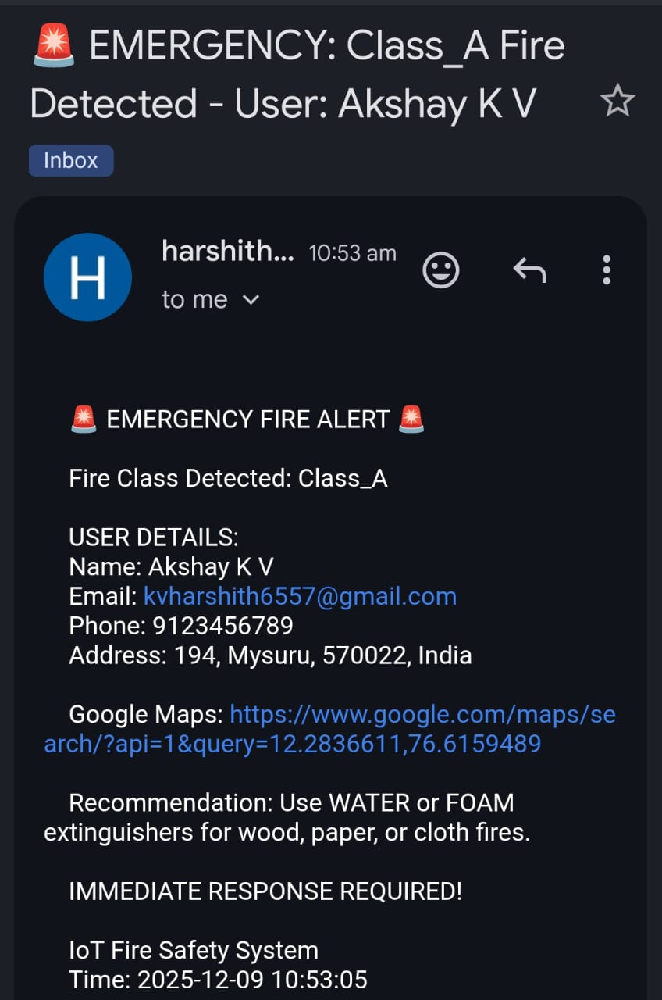 🚨 EMERGENCY: Class_A Fire
Detected - User: Akshay K V
Inbox
H
harshith... 10:53 am
to me
🚨 EMERGENCY FIRE ALERT 🚨
Fire Class Detected: Class_A
USER DETAILS:
Name: Akshay K V
Email: kvharshith6557@gmail.com
Phone: 9123456789
Address: 194, Mysuru, 570022, India
Google Maps: https://www.google.com/maps/se
arch/?api=1&query=12.2836611,76.6159489
Recommendation: Use WATER or FOAM
extinguishers for wood, paper, or cloth fires.
IMMEDIATE RESPONSE REQUIRED!
IoT Fire Safety System
Time: 2025-12-09 10:53:05